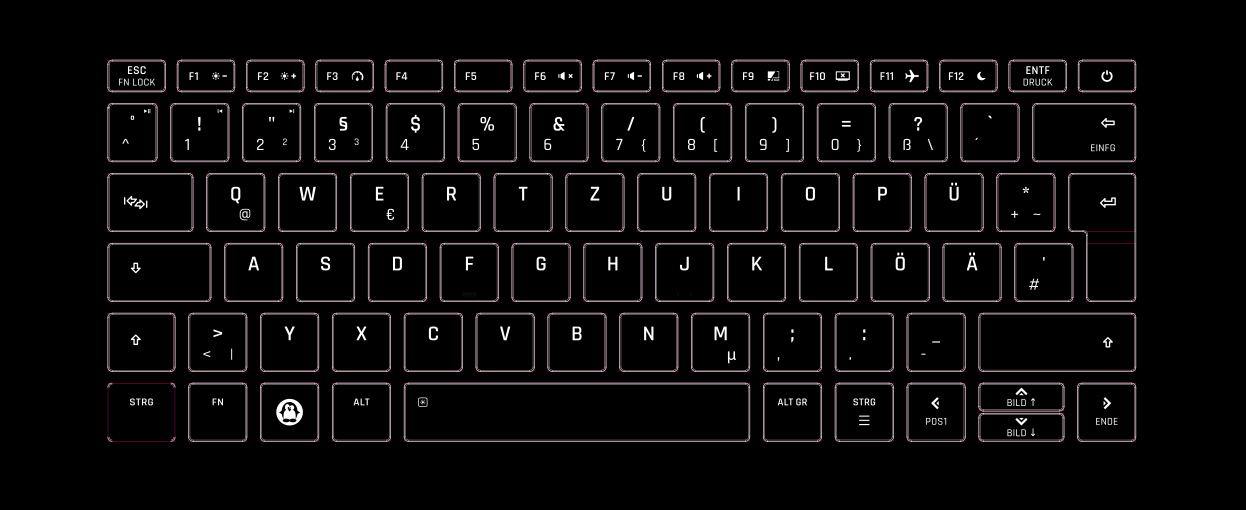 ESC F1 F2 F3 F4 F5 F6 F7 F8 F9 F10 F11 F12 ENTF
FN LOCK DRUCK
° ! " § $ % & / ( ) = ? `
^ 1 2 ² 3 ³ 4 5 6 7 { 8 [ 9 ] 0 } ß \ ´ EINFG
Q W E R T Z U I O P Ü *
@ € + ~
A S D F G H J K L Ö Ä '
#
> Y X C V B N M ; : _
< | µ , . -
STRG FN ALT ALT GR STRG BILD ↑
POS1 BILD ↓ ENDE